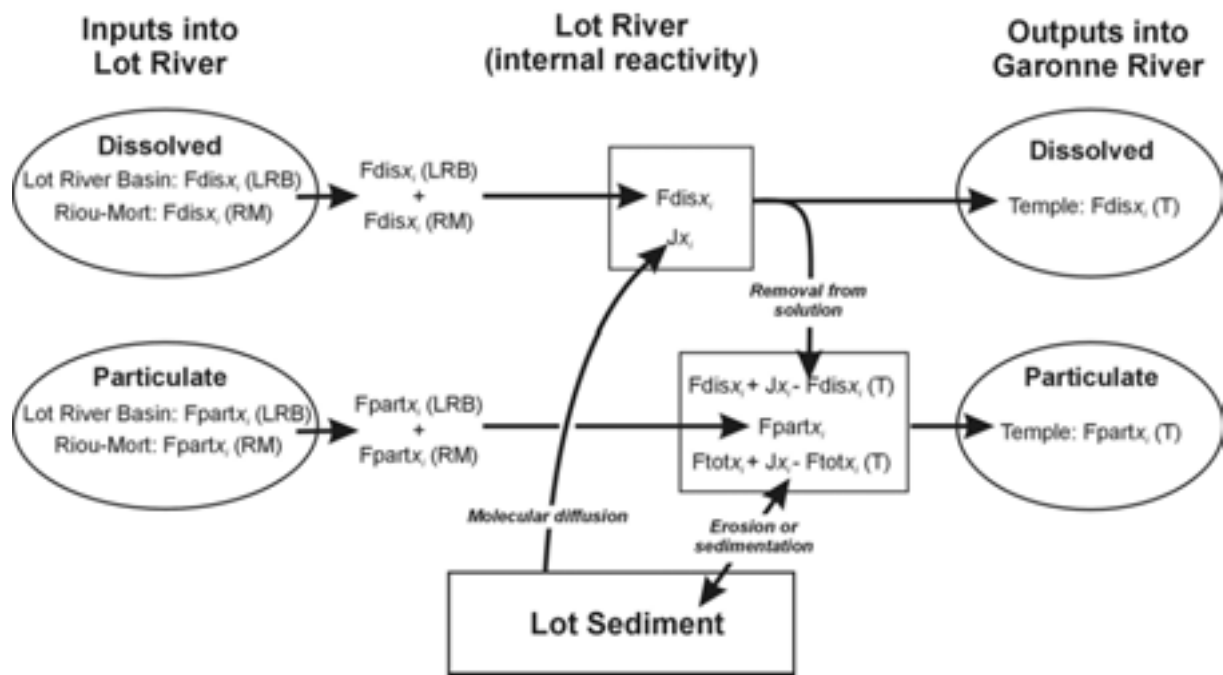 Inputs into
Lot River
Lot River
(internal reactivity)
Outputs into
Garonne River
Dissolved
Lot River Basin: Fdisxᵢ (LRB)
Riou-Mort: Fdisxᵢ (RM)
Fdisxᵢ (LRB)
+
Fdisxᵢ (RM)
Fdisxᵢ
Jxᵢ
Dissolved
Temple: Fdisxᵢ (T)
Removal from
solution
Particulate
Lot River Basin: Fpartxᵢ (LRB)
Riou-Mort: Fpartxᵢ (RM)
Fpartxᵢ (LRB)
+
Fpartxᵢ (RM)
Fdisxᵢ + Jxᵢ - Fdisxᵢ (T)
Fpartxᵢ
Ftotxᵢ + Jxᵢ - Ftotxᵢ (T)
Particulate
Temple: Fpartxᵢ (T)
Molecular diffusion
Erosion or
sedimentation
Lot Sediment